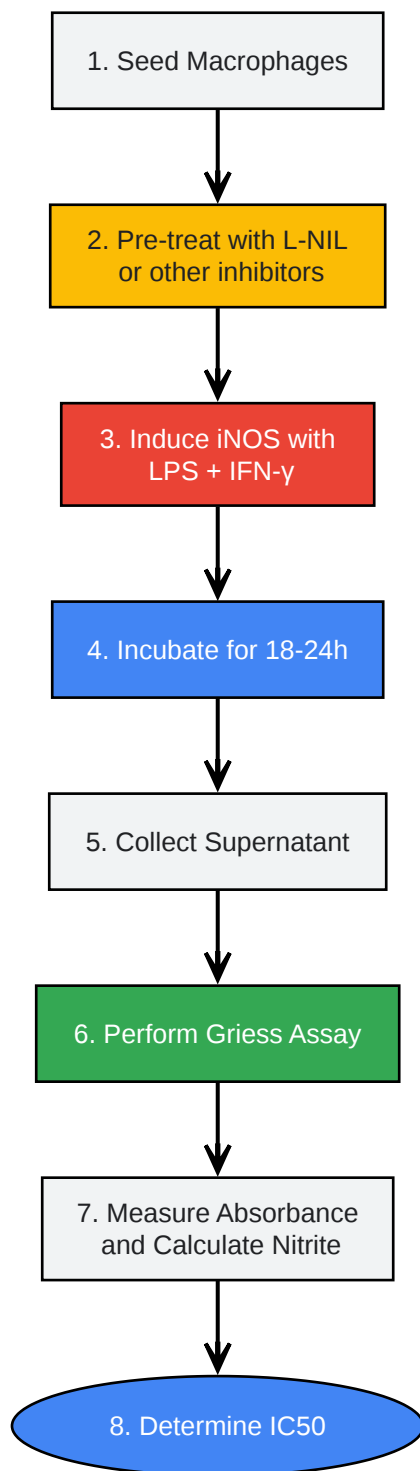 1. Seed Macrophages
2. Pre-treat with L-NIL
or other inhibitors
3. Induce iNOS with
LPS + IFN-γ
4. Incubate for 18-24h
5. Collect Supernatant
6. Perform Griess Assay
7. Measure Absorbance
and Calculate Nitrite
8. Determine IC50